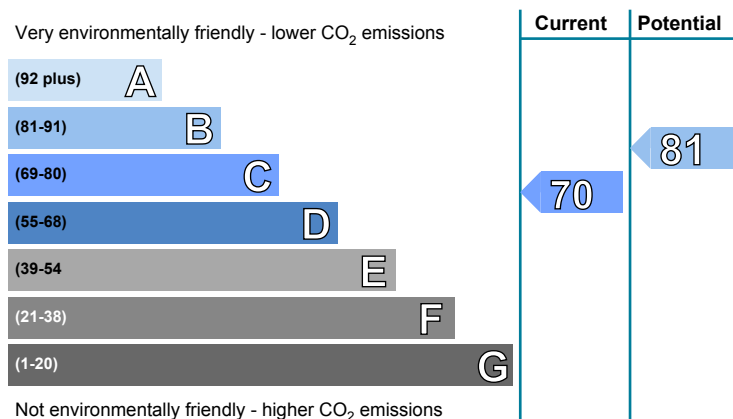 Very environmentally friendly - lower CO2 emissions
Current
Potential
(92 plus) A
(81-91) B
(69-80) C
(55-68) D
(39-54 E
(21-38) F
(1-20) G
81
70
Not environmentally friendly - higher CO2 emissions